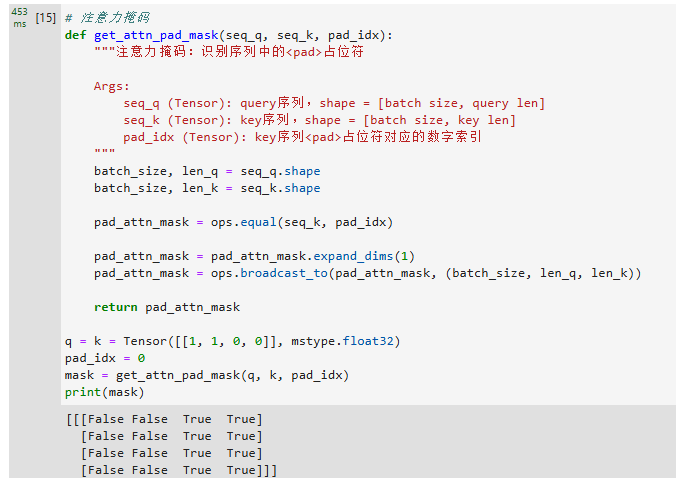 453
ms
[15]
# 注意力掩码
def get_attn_pad_mask(seq_q, seq_k, pad_idx):
    """注意力掩码: 识别序列中的<pad>占位符
    Args:
        seq_q (Tensor): query序列，shape = [batch size, query len]
        seq_k (Tensor): key序列，shape = [batch size, key len]
        pad_idx (Tensor): key序列<pad>占位符对应的数字索引
    """
    batch_size, len_q = seq_q.shape
    batch_size, len_k = seq_k.shape
    pad_attn_mask = ops.equal(seq_k, pad_idx)
    pad_attn_mask = pad_attn_mask.expand_dims(1)
    pad_attn_mask = ops.broadcast_to(pad_attn_mask, (batch_size, len_q, len_k))
    return pad_attn_mask
q = k = Tensor([[1, 1, 0, 0]], mstype.float32)
pad_idx = 0
mask = get_attn_pad_mask(q, k, pad_idx)
print(mask)
[[[False False  True  True]
  [False False  True  True]
  [False False  True  True]
  [False False  True  True]]]